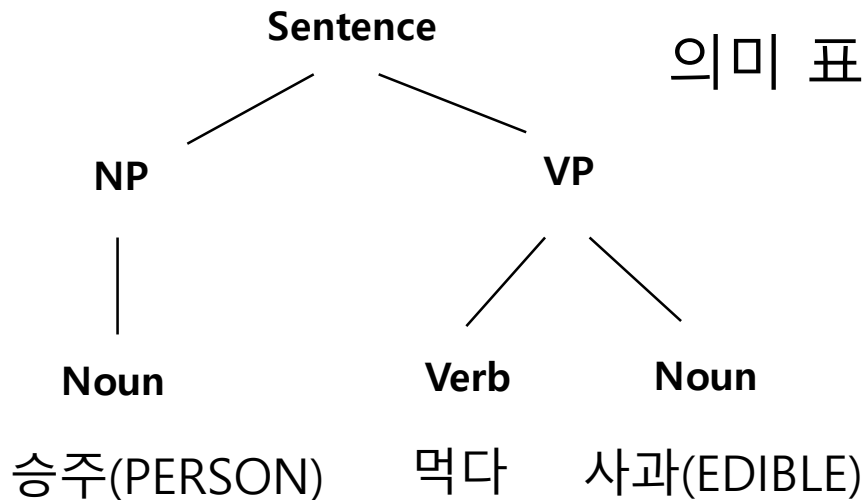 Sentence
의미 표
NP
VP
Noun
Verb
Noun
승주(PERSON)
먹다
사과(EDIBLE)